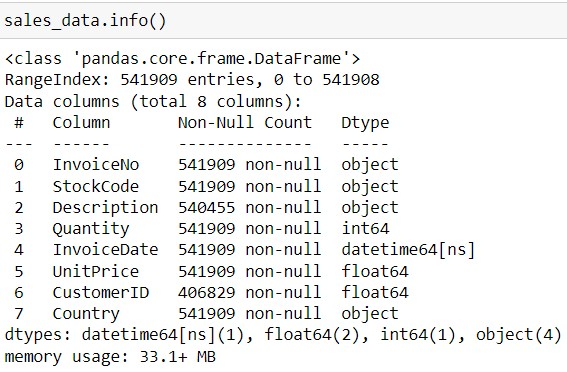 sales_data.info()
<class 'pandas.core.frame.DataFrame'>
RangeIndex: 541909 entries, 0 to 541908
Data columns (total 8 columns):
 #   Column       Non-Null Count   Dtype
---  ------       --------------   -----
 0   InvoiceNo    541909 non-null  object
 1   StockCode    541909 non-null  object
 2   Description  540455 non-null  object
 3   Quantity     541909 non-null  int64
 4   InvoiceDate  541909 non-null  datetime64[ns]
 5   UnitPrice    541909 non-null  float64
 6   CustomerID   406829 non-null  float64
 7   Country      541909 non-null  object
dtypes: datetime64[ns](1), float64(2), int64(1), object(4)
memory usage: 33.1+ MB